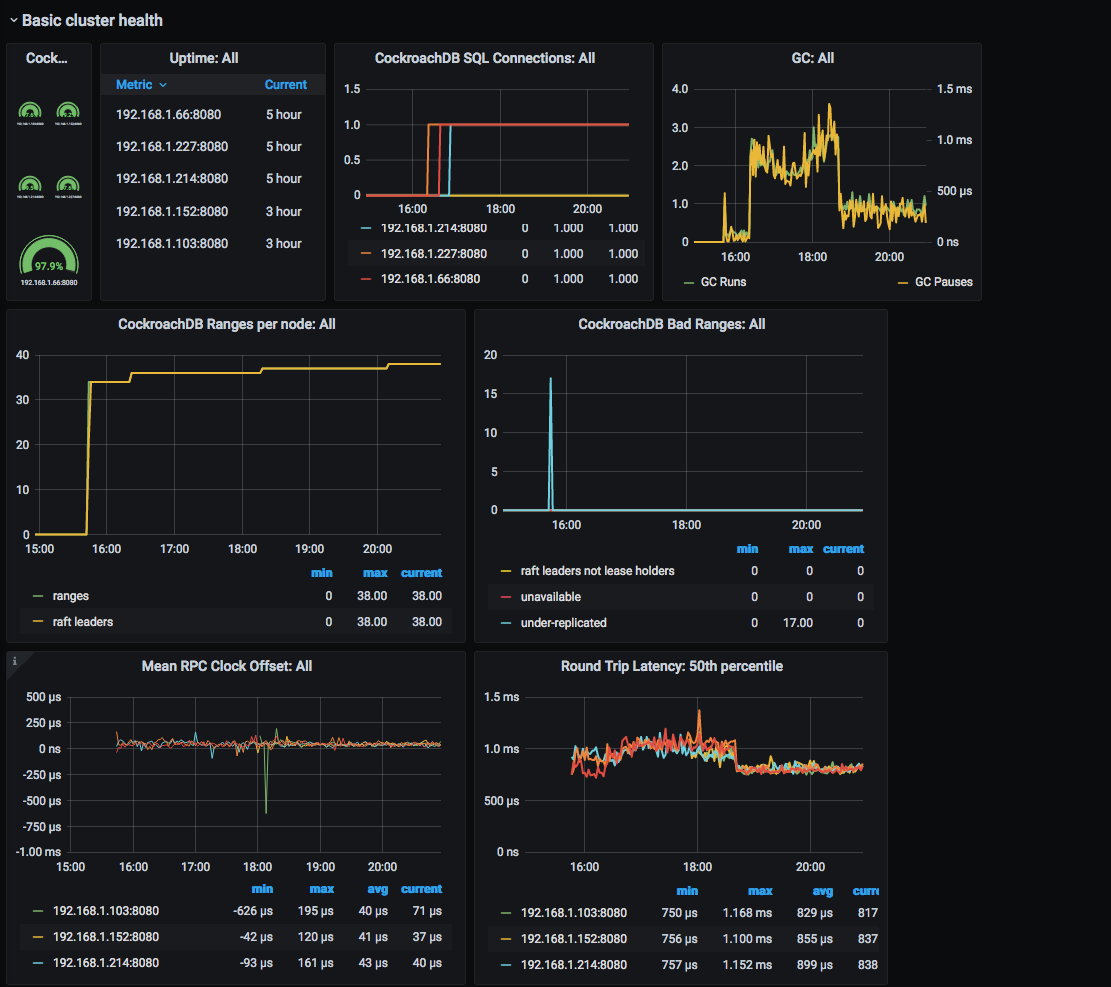 Basic cluster health
Cock...
97.9%
192.168.1.66:8080
Uptime: All
Metric Current
192.168.1.66:8080 5 hour
192.168.1.227:8080 5 hour
192.168.1.214:8080 5 hour
192.168.1.152:8080 3 hour
192.168.1.103:8080 3 hour
CockroachDB SQL Connections: All
1.5
1.0
0.5
0
16:00 18:00 20:00
192.168.1.214:8080 0 1.000 1.000
192.168.1.227:8080 0 1.000 1.000
192.168.1.66:8080 0 1.000 1.000
GC: All
4.0 1.5 ms
3.0 1.0 ms
2.0
1.0 500 µs
0 0 ns
16:00 18:00 20:00
GC Runs GC Pauses
CockroachDB Ranges per node: All
40
30
20
10
0
15:00 16:00 17:00 18:00 19:00 20:00
min max current
ranges 0 38.00 38.00
raft leaders 0 38.00 38.00
CockroachDB Bad Ranges: All
20
15
10
5
0
16:00 18:00 20:00
min max current
raft leaders not lease holders 0 0 0
unavailable 0 0 0
under-replicated 0 17.00 0
i
Mean RPC Clock Offset: All
500 µs
250 µs
0 ns
-250 µs
-500 µs
-750 µs
-1.00 ms
15:00 16:00 17:00 18:00 19:00 20:00
min max avg current
192.168.1.103:8080 -626 µs 195 µs 40 µs 71 µs
192.168.1.152:8080 -42 µs 120 µs 41 µs 37 µs
192.168.1.214:8080 -93 µs 161 µs 43 µs 40 µs
Round Trip Latency: 50th percentile
1.5 ms
1.0 ms
500 µs
0 ns
16:00 18:00 20:00
min max avg curre
192.168.1.103:8080 750 µs 1.168 ms 829 µs 817
192.168.1.152:8080 756 µs 1.100 ms 855 µs 837
192.168.1.214:8080 757 µs 1.152 ms 899 µs 838